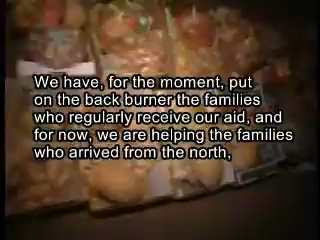 We have, for the moment, put
on the back burner the families
who regularly receive our aid, and
for now, we are helping the families
who arrived from the north,